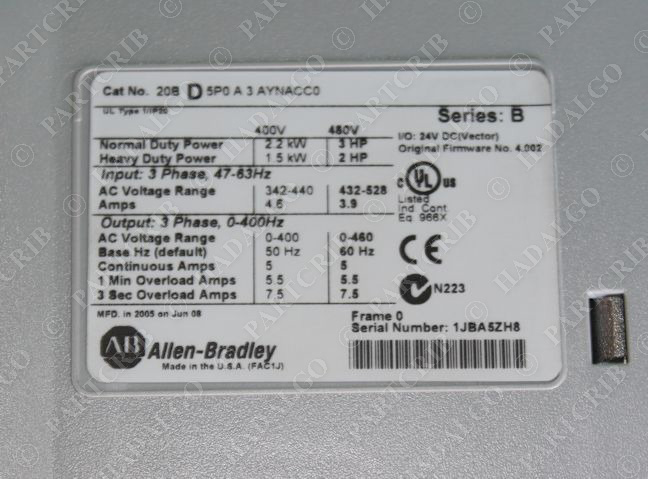 Cat No. 20B D 5P0 A 3 AYNACC0
UL Type 1/IP20
Series: B
400V 480V
I/O: 24V DC(Vector)
Original Firmware No. 4.002
Normal Duty Power 2.2 kW 3 HP
Heavy Duty Power 1.5 kW 2 HP
Input: 3 Phase, 47-63Hz
AC Voltage Range 342-440 432-528
Amps 4.6 3.9
C UL US
Listed
Ind. Cont.
Eq. 966X
Output: 3 Phase, 0-400Hz
AC Voltage Range 0-400 0-460
Base Hz (default) 50 Hz 60 Hz
Continuous Amps 5 5
1 Min Overload Amps 5.5 5.5
3 Sec Overload Amps 7.5 7.5
CE
N223
MFD. in 2005 on Jun 08
Frame 0
Serial Number: 1JBA5ZH8
AB Allen-Bradley
Made in the U.S.A. (FAC1J)
© PARTCRIB © HADALGO